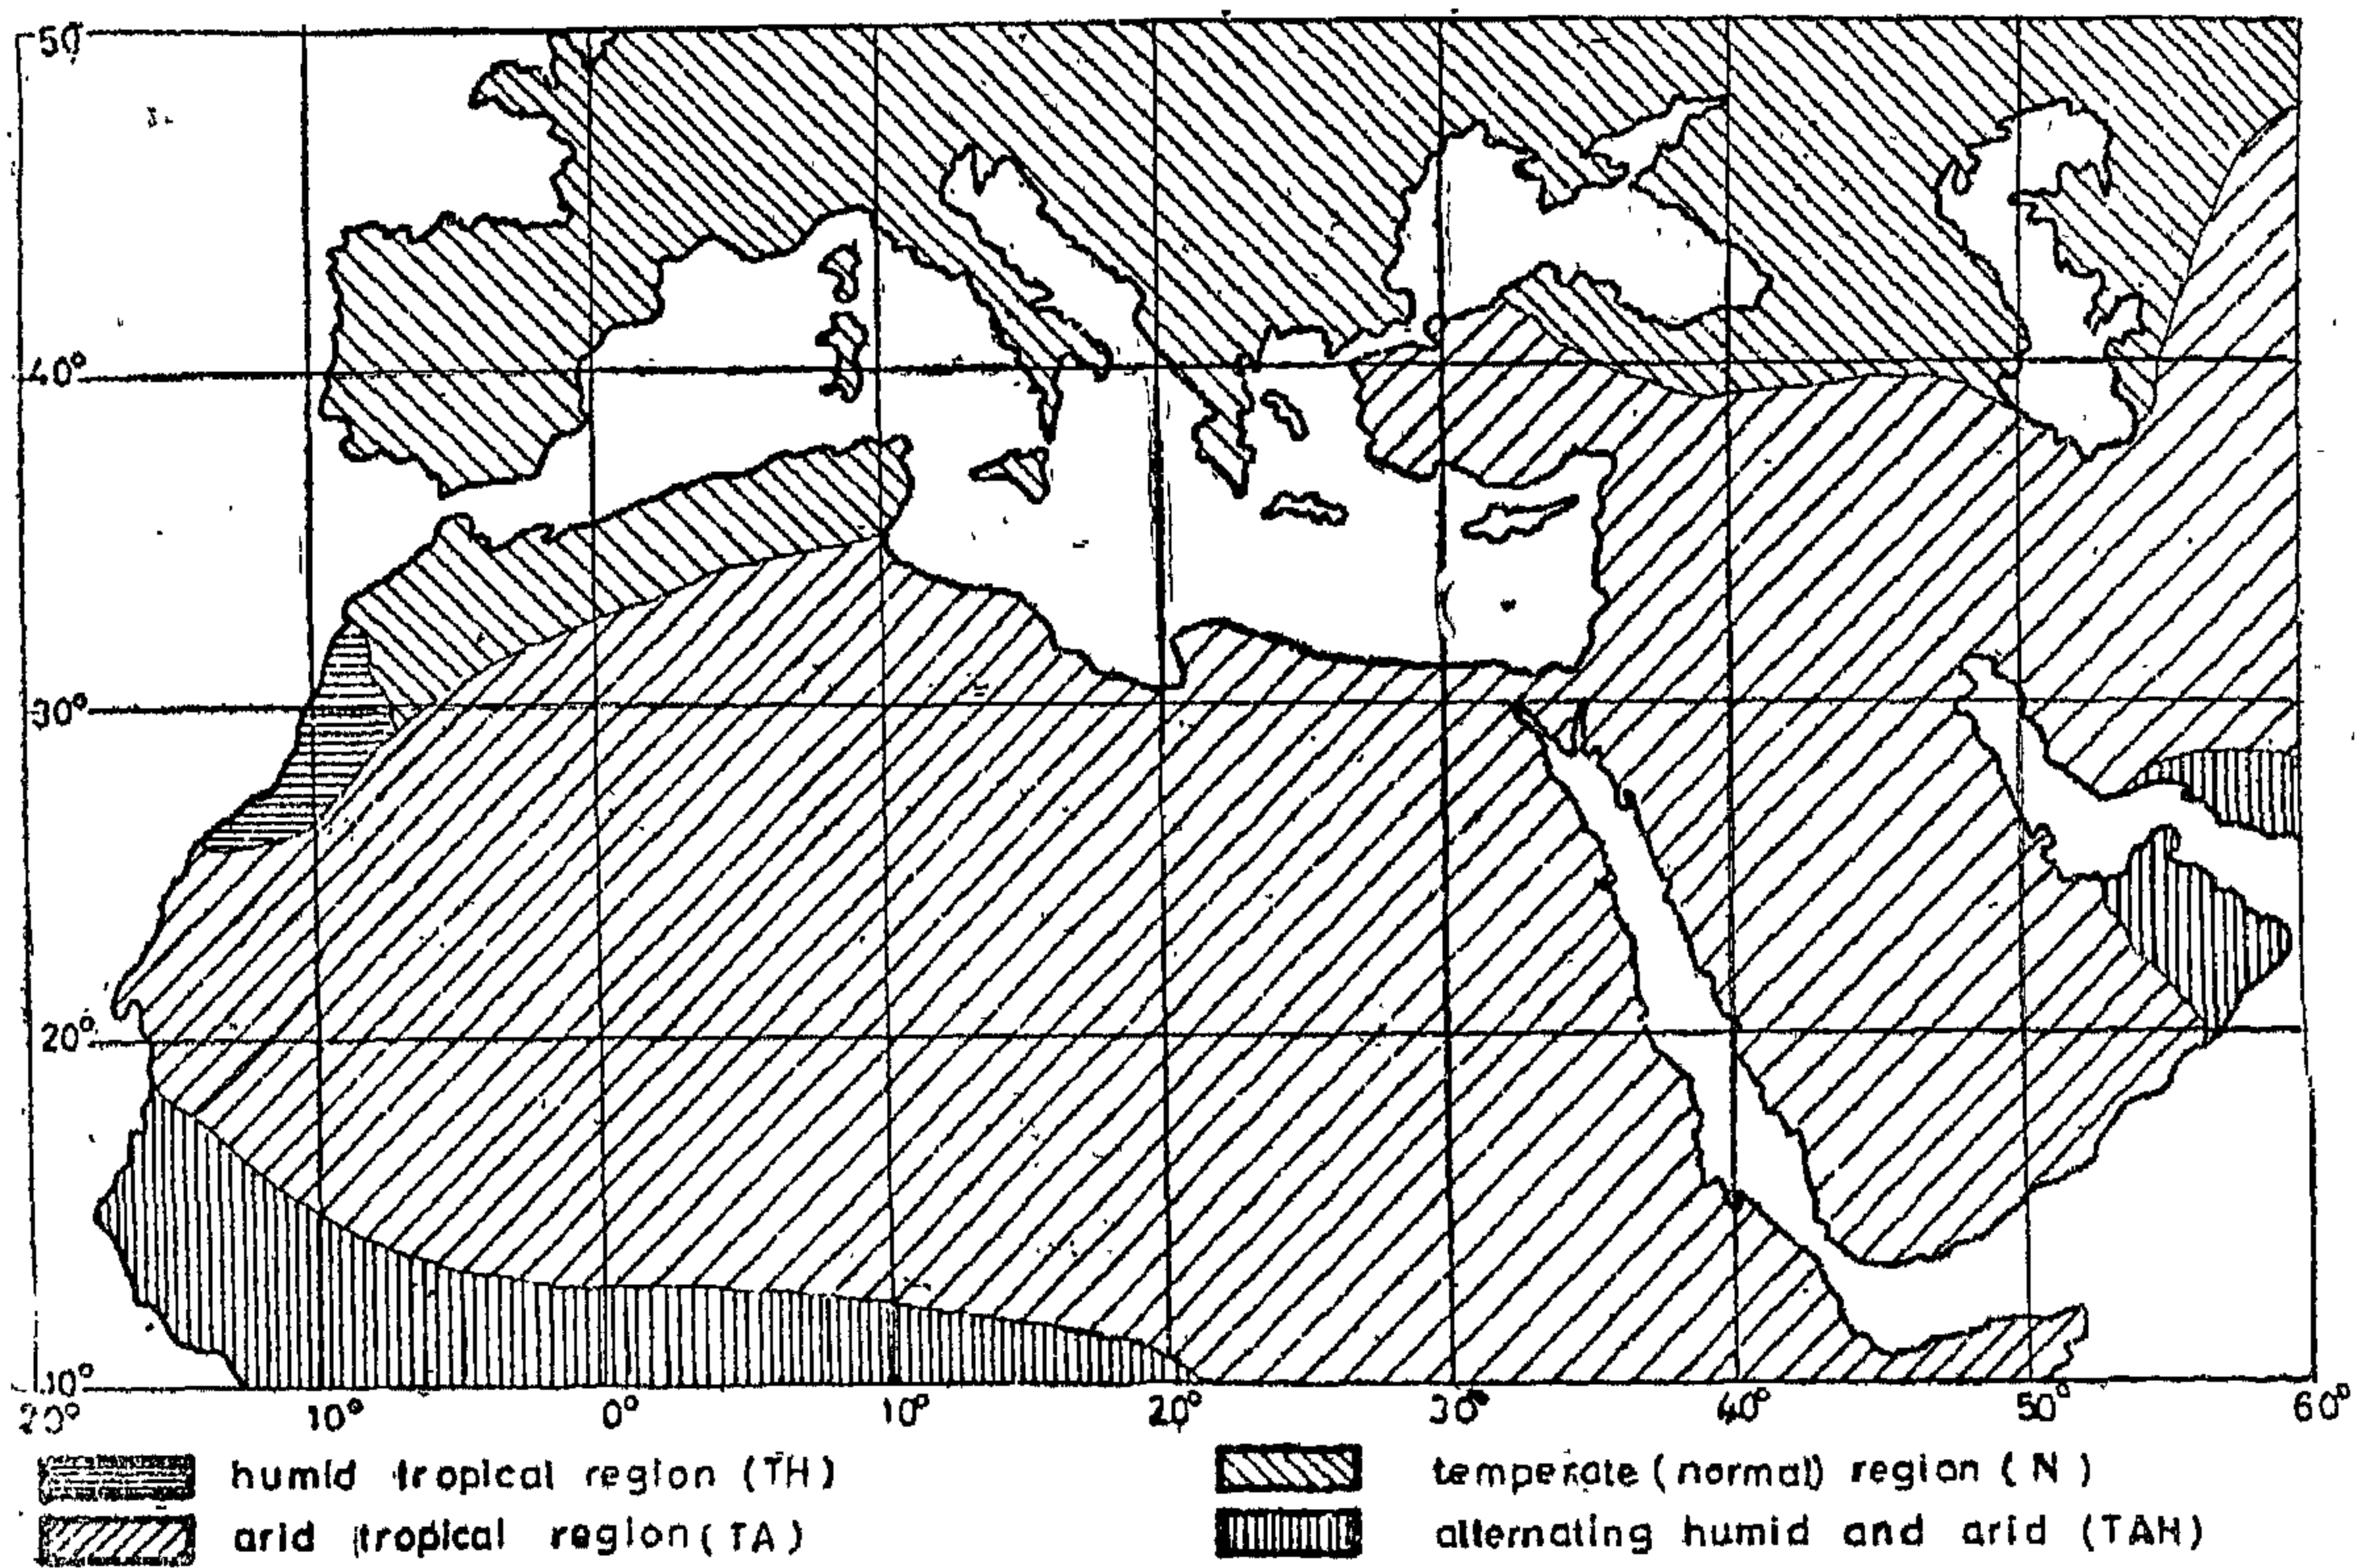 50
40°
30°
20°
10°
20° 10° 0° 10° 20° 30° 40° 50° 60°
humid tropical region (TH)
arid tropical region (TA)
temperate (normal) region (N)
alternating humid and arid (TAH)